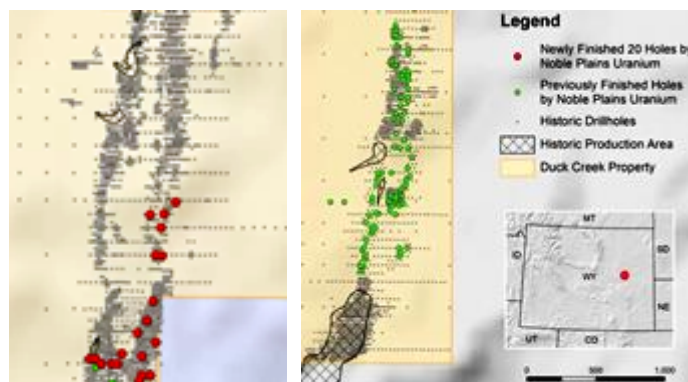 Legend
Newly Finished 20 Holes by
Noble Plains Uranium
Previously Finished Holes
by Noble Plains Uranium
Historic Drillholes
Historic Production Area
Duck Creek Property
MT
ID
SD
WY
NE
UT
CO
0 500 1,000